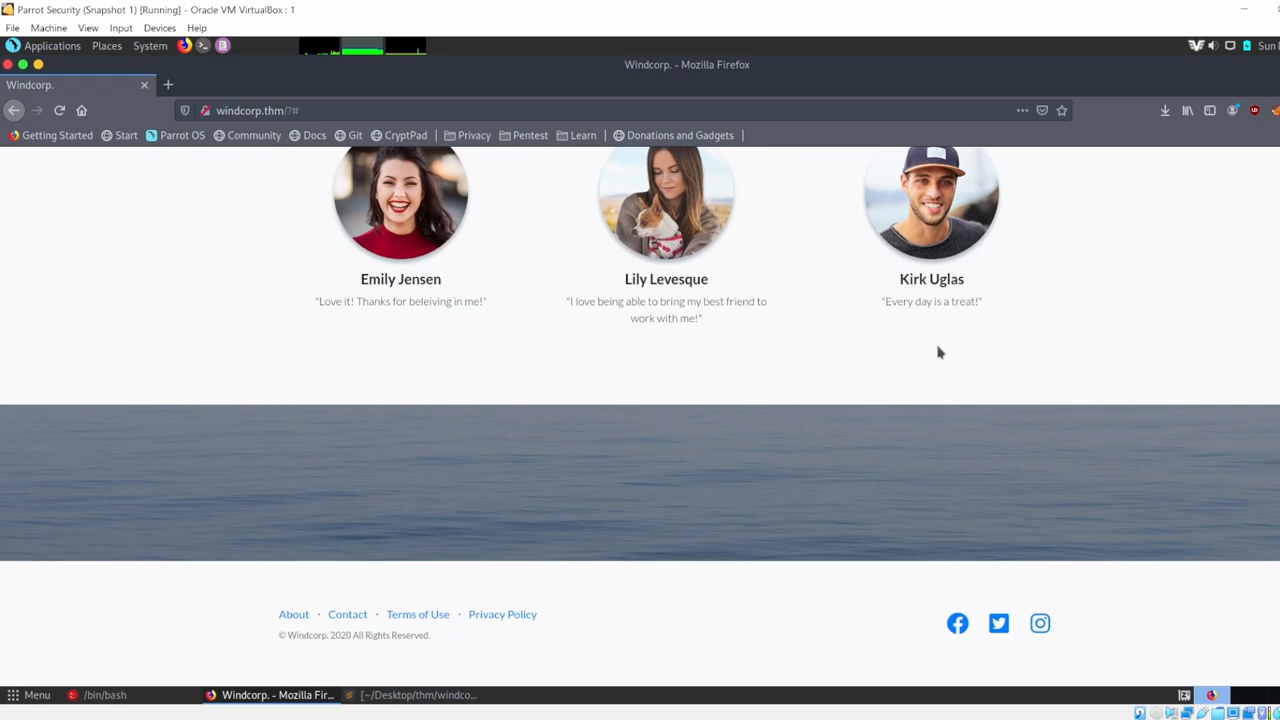 Parrot Security (Snapshot 1) [Running] - Oracle VM VirtualBox : 1
File Machine View Input Devices Help
Applications Places System Sun
Windcorp. - Mozilla Firefox
Windcorp.
windcorp.thm/?#
Getting Started Start Parrot OS Community Docs Git CryptPad Privacy Pentest Learn Donations and Gadgets
Emily Jensen
"Love it! Thanks for beleiving in me!"
Lily Levesque
"I love being able to bring my best friend to
work with me!"
Kirk Uglas
"Every day is a treat!"
About · Contact · Terms of Use · Privacy Policy
© Windcorp. 2020 All Rights Reserved.
Menu /bin/bash Windcorp. - Mozilla Fir... [~/Desktop/thm/windco...